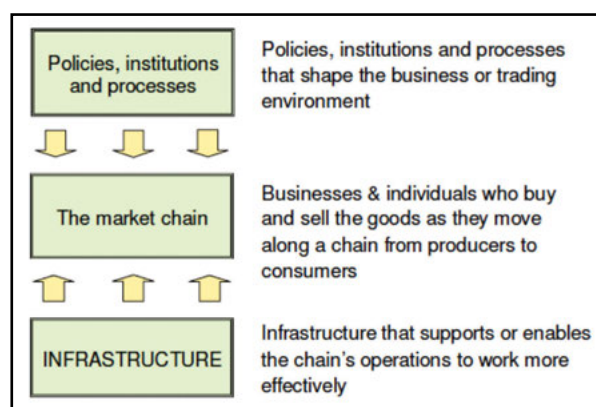 Policies, institutions
and processes
Policies, institutions and processes
that shape the business or trading
environment
The market chain
Businesses & individuals who buy
and sell the goods as they move
along a chain from producers to
consumers
INFRASTRUCTURE
Infrastructure that supports or enables
the chain's operations to work more
effectively